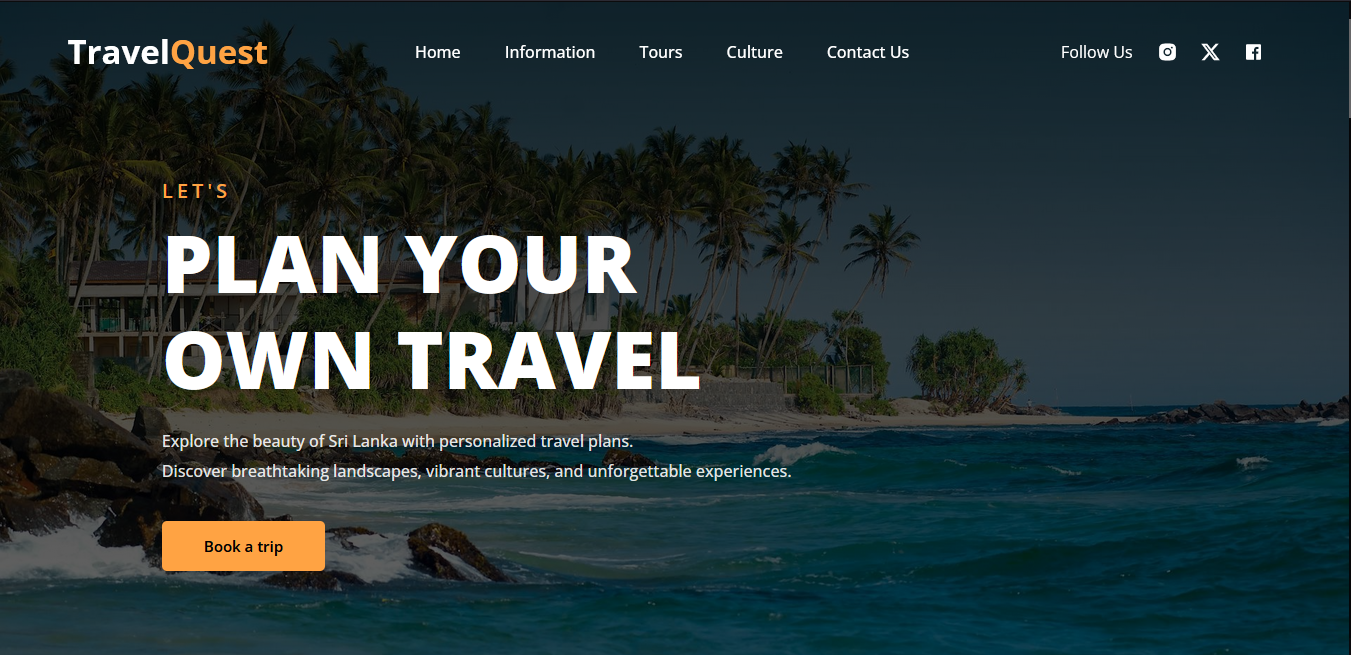 TravelQuest
Home Information Tours Culture Contact Us
Follow Us
LET'S
PLAN YOUR
OWN TRAVEL
Explore the beauty of Sri Lanka with personalized travel plans.
Discover breathtaking landscapes, vibrant cultures, and unforgettable experiences.
Book a trip